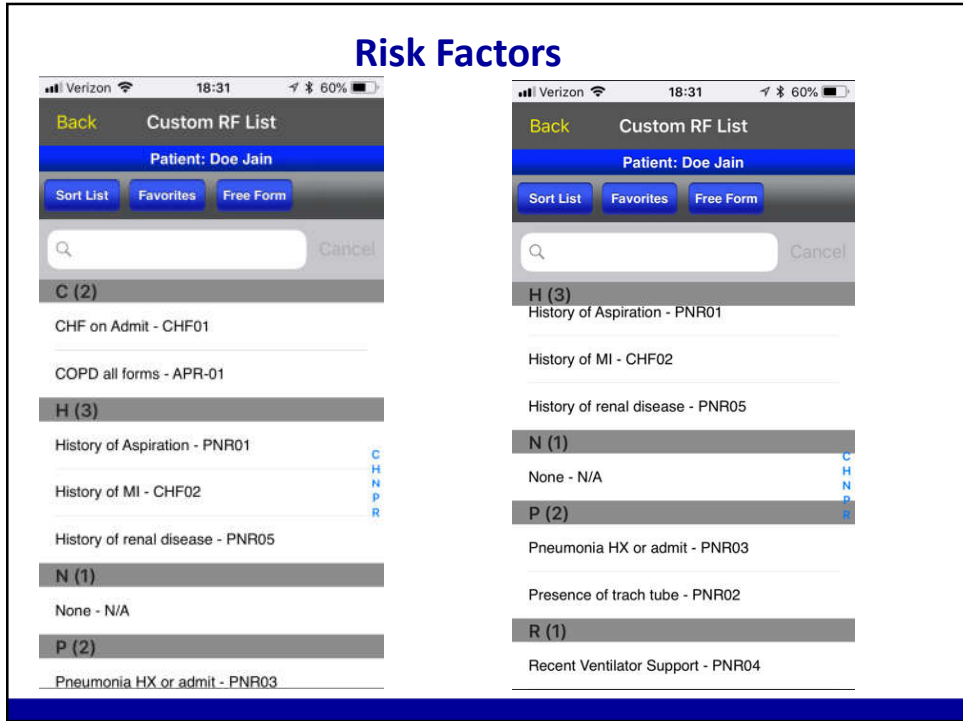 Risk Factors
Verizon 18:31 60%
Back Custom RF List
Patient: Doe Jain
Sort List Favorites Free Form
Cancel
C (2)
CHF on Admit - CHF01
COPD all forms - APR-01
H (3)
History of Aspiration - PNR01
History of MI - CHF02
History of renal disease - PNR05
N (1)
None - N/A
P (2)
Pneumonia HX or admit - PNR03
C
H
N
P
R
Verizon 18:31 60%
Back Custom RF List
Patient: Doe Jain
Sort List Favorites Free Form
Cancel
H (3)
History of Aspiration - PNR01
History of MI - CHF02
History of renal disease - PNR05
N (1)
None - N/A
P (2)
Pneumonia HX or admit - PNR03
Presence of trach tube - PNR02
R (1)
Recent Ventilator Support - PNR04
C
H
N
P
R